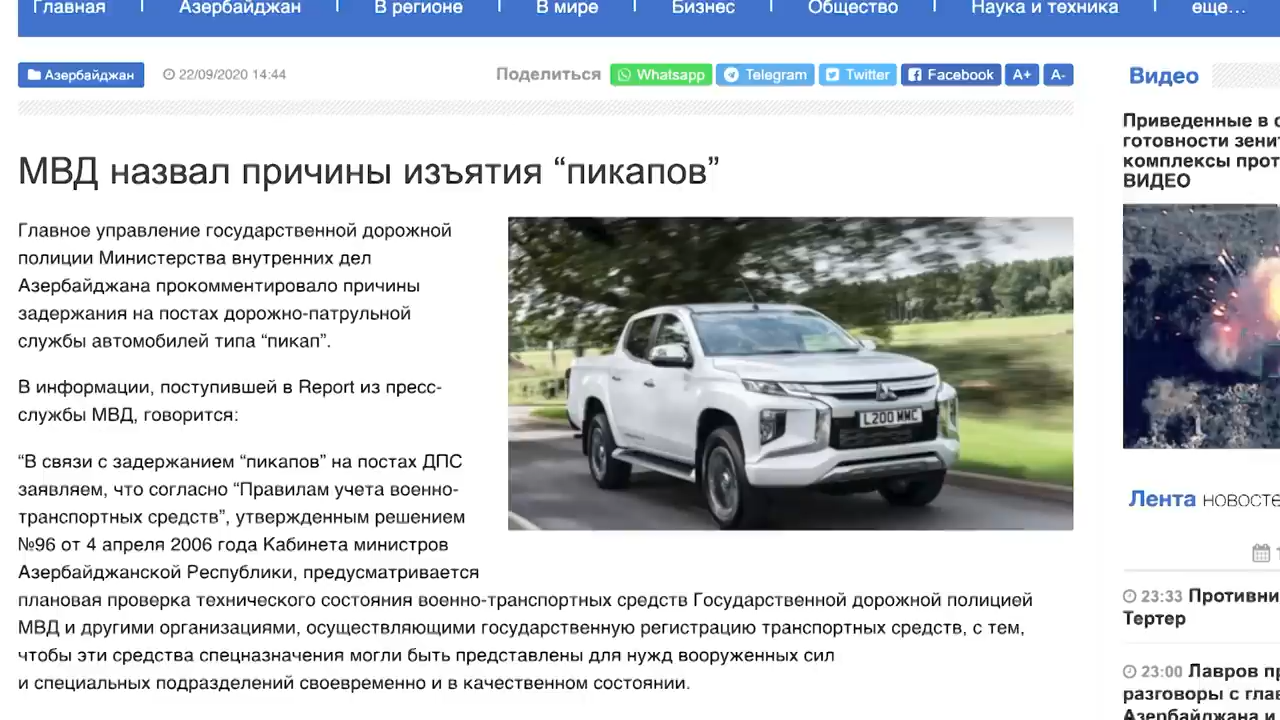 Главная
Азербайджан
В регионе
В мире
Бизнес
Общество
Наука и техника
еще...
Азербайджан
22/09/2020 14:44
Поделиться
Whatsapp
Telegram
Twitter
Facebook
A+
A-
МВД назвал причины изъятия “пикапов”
Главное управление государственной дорожной
полиции Министерства внутренних дел
Азербайджана прокомментировало причины
задержания на постах дорожно-патрульной
службы автомобилей типа “пикап”.
В информации, поступившей в Report из пресс-
службы МВД, говорится:
“В связи с задержанием “пикапов” на постах ДПС
заявляем, что согласно “Правилам учета военно-
транспортных средств”, утвержденным решением
№96 от 4 апреля 2006 года Кабинета министров
Азербайджанской Республики, предусматривается
плановая проверка технического состояния военно-транспортных средств Государственной дорожной полицией
МВД и другими организациями, осуществляющими государственную регистрацию транспортных средств, с тем,
чтобы эти средства спецназначения могли быть представлены для нужд вооруженных сил
и специальных подразделений своевременно и в качественном состоянии.
L200 MMC
Видео
Приведенные в
готовности
комплексы
ВИДЕО
Лента
23:33
Тертер
23:00 Лавров
разговоры с
Азербайджана и